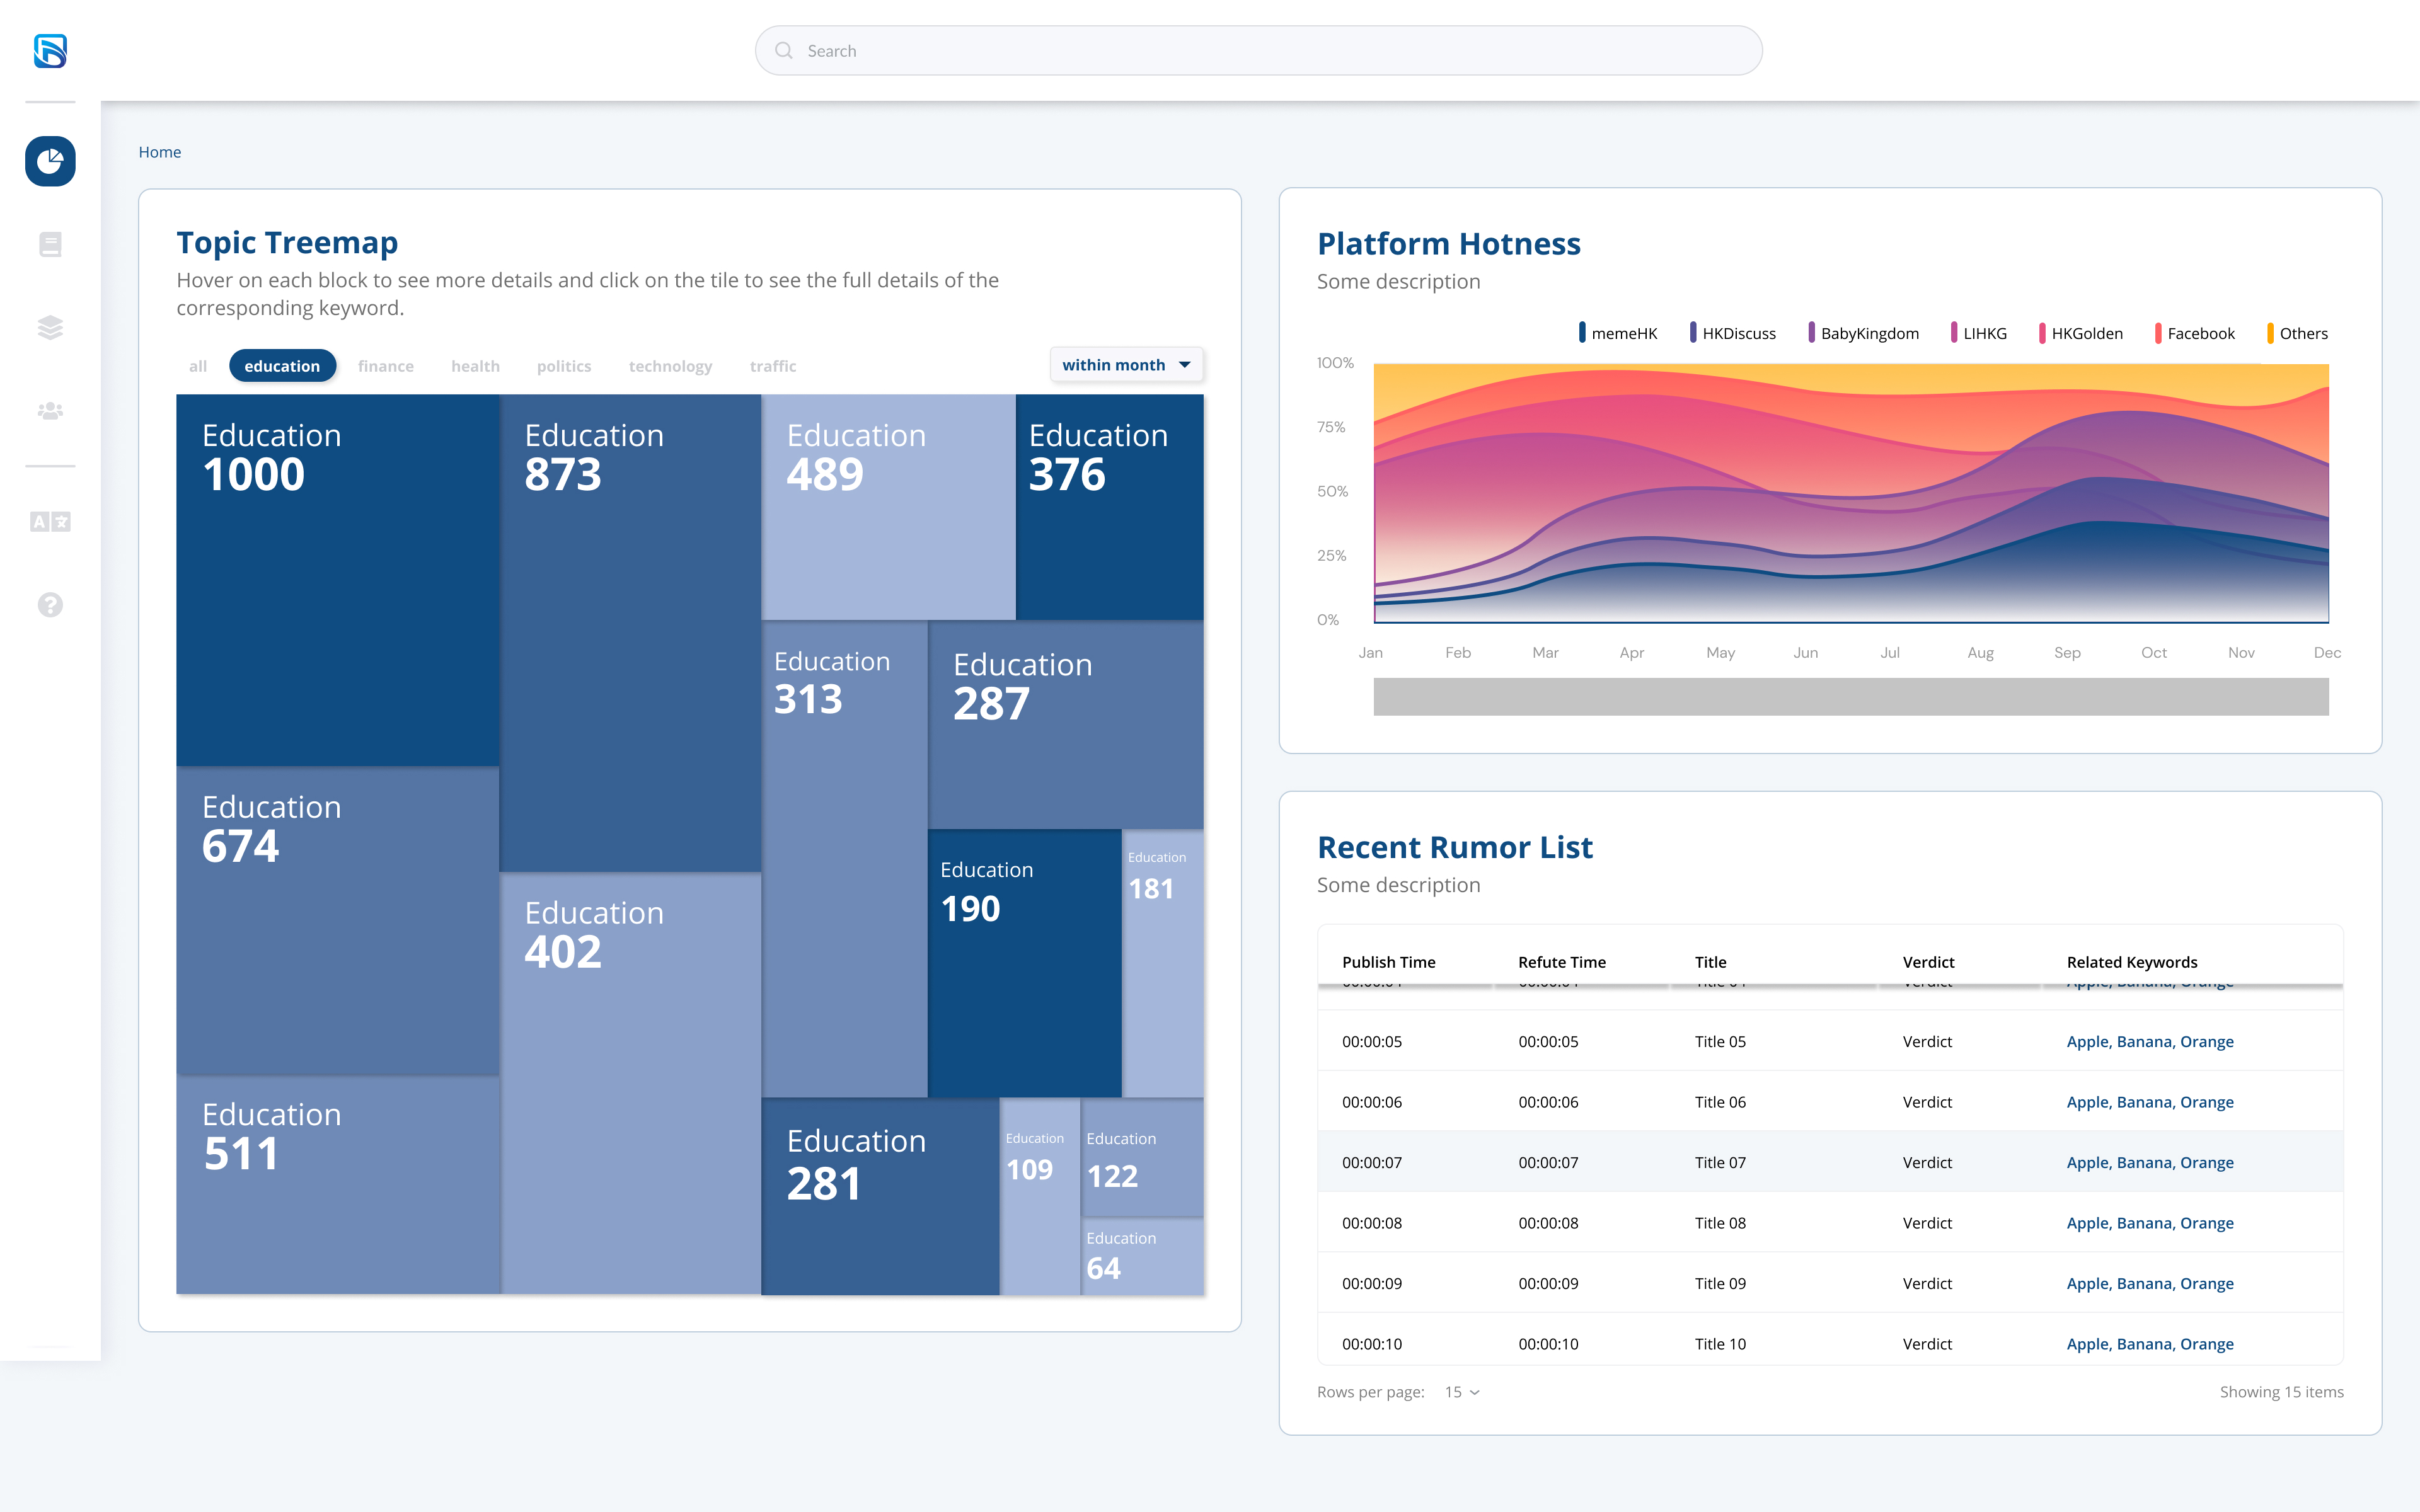 Search
Home
Topic Treemap
Hover on each block to see more details and click on the tile to see the full details of the
corresponding keyword.
all education finance health politics technology traffic within month
Education
1000
Education
873
Education
489
Education
376
Education
313
Education
287
Education
674
Education
190
Education
181
Education
402
Education
511
Education
281
Education
109
Education
122
Education
64
Platform Hotness
Some description
memeHK HKDiscuss BabyKingdom LIHKG HKGolden Facebook Others
100%
75%
50%
25%
0%
Jan Feb Mar Apr May Jun Jul Aug Sep Oct Nov Dec
Recent Rumor List
Some description
Publish Time Refute Time Title Verdict Related Keywords
Apple, Banana, Orange
00:00:05 00:00:05 Title 05 Verdict Apple, Banana, Orange
00:00:06 00:00:06 Title 06 Verdict Apple, Banana, Orange
00:00:07 00:00:07 Title 07 Verdict Apple, Banana, Orange
00:00:08 00:00:08 Title 08 Verdict Apple, Banana, Orange
00:00:09 00:00:09 Title 09 Verdict Apple, Banana, Orange
00:00:10 00:00:10 Title 10 Verdict Apple, Banana, Orange
Rows per page: 15 Showing 15 items